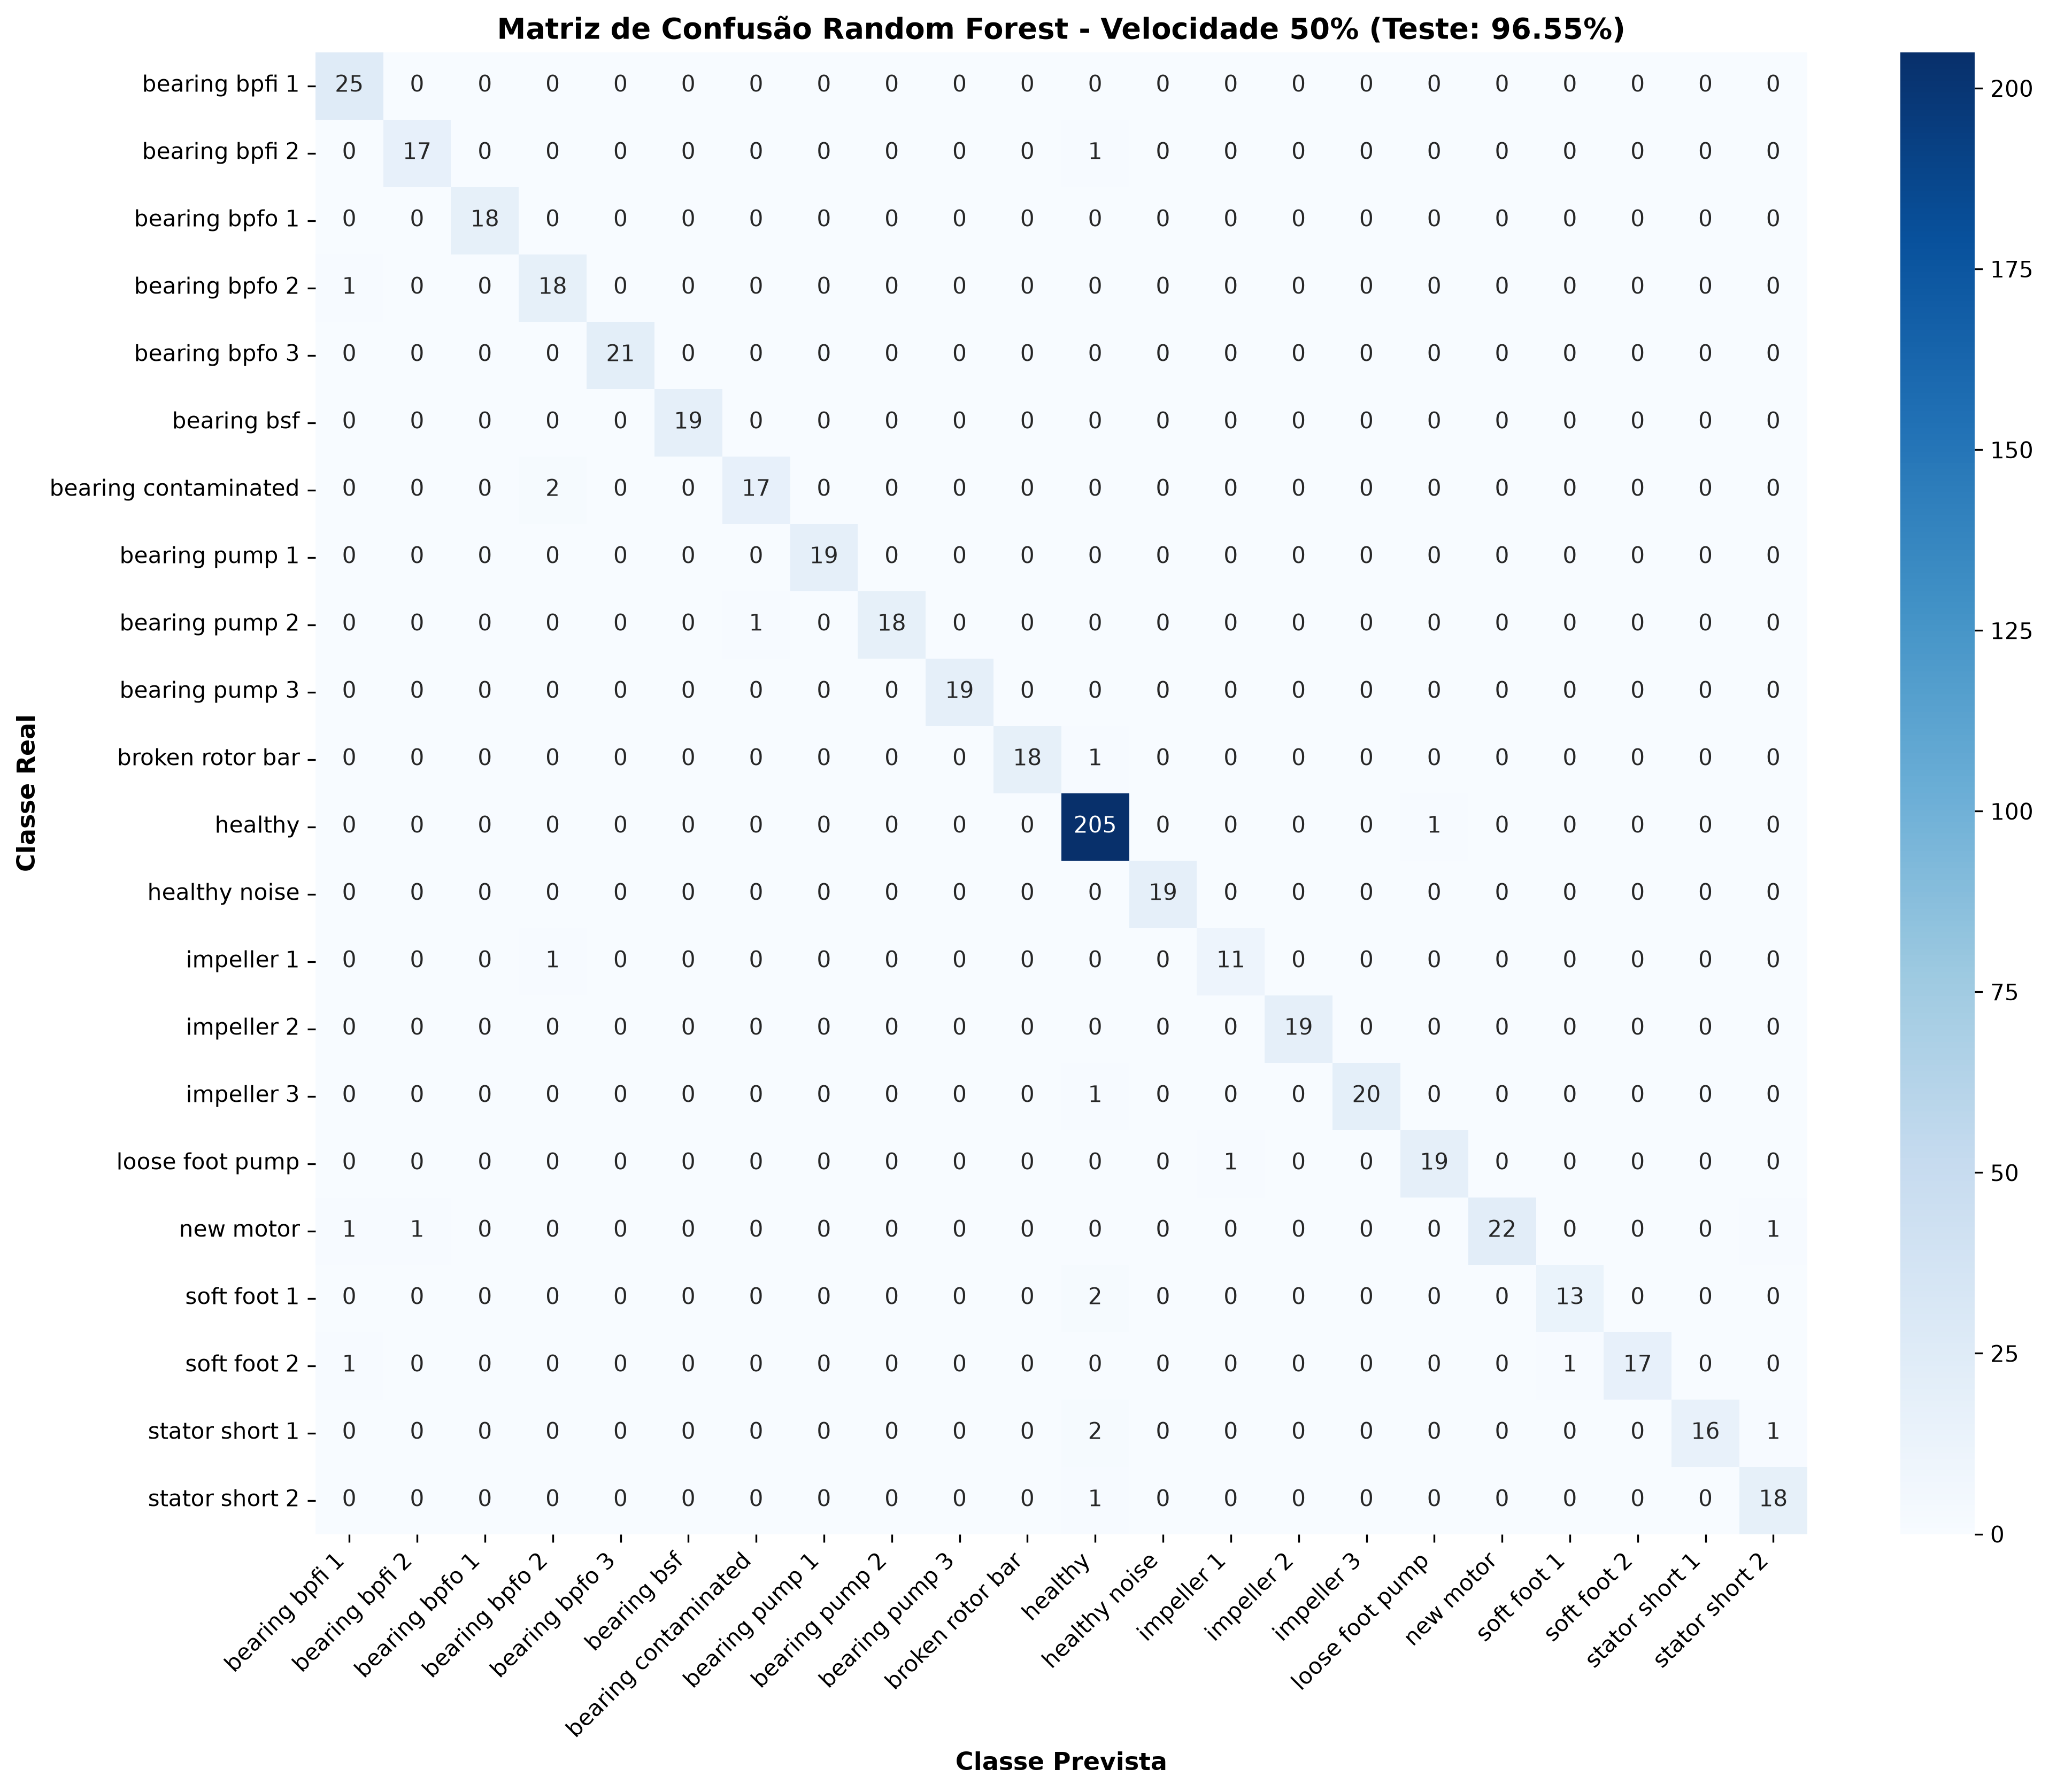 Matriz de Confusão Random Forest - Velocidade 50% (Teste: 96.55%)
bearing bpfi 1 25 0 0 0 0 0 0 0 0 0 0 0 0 0 0 0 0 0 0 0 0 0
bearing bpfi 2 0 17 0 0 0 0 0 0 0 0 0 1 0 0 0 0 0 0 0 0 0 0
bearing bpfo 1 0 0 18 0 0 0 0 0 0 0 0 0 0 0 0 0 0 0 0 0 0 0
bearing bpfo 2 1 0 0 18 0 0 0 0 0 0 0 0 0 0 0 0 0 0 0 0 0 0
bearing bpfo 3 0 0 0 0 21 0 0 0 0 0 0 0 0 0 0 0 0 0 0 0 0 0
bearing bsf 0 0 0 0 0 19 0 0 0 0 0 0 0 0 0 0 0 0 0 0 0 0
bearing contaminated 0 0 0 2 0 0 17 0 0 0 0 0 0 0 0 0 0 0 0 0 0 0
bearing pump 1 0 0 0 0 0 0 0 19 0 0 0 0 0 0 0 0 0 0 0 0 0 0
bearing pump 2 0 0 0 0 0 0 1 0 18 0 0 0 0 0 0 0 0 0 0 0 0 0
bearing pump 3 0 0 0 0 0 0 0 0 0 19 0 0 0 0 0 0 0 0 0 0 0 0
broken rotor bar 0 0 0 0 0 0 0 0 0 0 18 1 0 0 0 0 0 0 0 0 0 0
healthy 0 0 0 0 0 0 0 0 0 0 0 205 0 0 0 0 1 0 0 0 0 0
healthy noise 0 0 0 0 0 0 0 0 0 0 0 0 19 0 0 0 0 0 0 0 0 0
impeller 1 0 0 0 1 0 0 0 0 0 0 0 0 0 11 0 0 0 0 0 0 0 0
impeller 2 0 0 0 0 0 0 0 0 0 0 0 0 0 0 19 0 0 0 0 0 0 0
impeller 3 0 0 0 0 0 0 0 0 0 0 0 1 0 0 0 20 0 0 0 0 0 0
loose foot pump 0 0 0 0 0 0 0 0 0 0 0 0 0 1 0 0 19 0 0 0 0 0
new motor 1 1 0 0 0 0 0 0 0 0 0 0 0 0 0 0 0 22 0 0 0 1
soft foot 1 0 0 0 0 0 0 0 0 0 0 0 2 0 0 0 0 0 0 13 0 0 0
soft foot 2 1 0 0 0 0 0 0 0 0 0 0 0 0 0 0 0 0 0 1 17 0 0
stator short 1 0 0 0 0 0 0 0 0 0 0 0 2 0 0 0 0 0 0 0 0 16 1
stator short 2 0 0 0 0 0 0 0 0 0 0 0 1 0 0 0 0 0 0 0 0 0 18
Classe Real
bearing bpfi 1
bearing bpfi 2
bearing bpfo 1
bearing bpfo 2
bearing bpfo 3
bearing bsf
bearing contaminated
bearing pump 1
bearing pump 2
bearing pump 3
broken rotor bar
healthy
healthy noise
impeller 1
impeller 2
impeller 3
loose foot pump
new motor
soft foot 1
soft foot 2
stator short 1
stator short 2
Classe Prevista
200
175
150
125
100
75
50
25
0